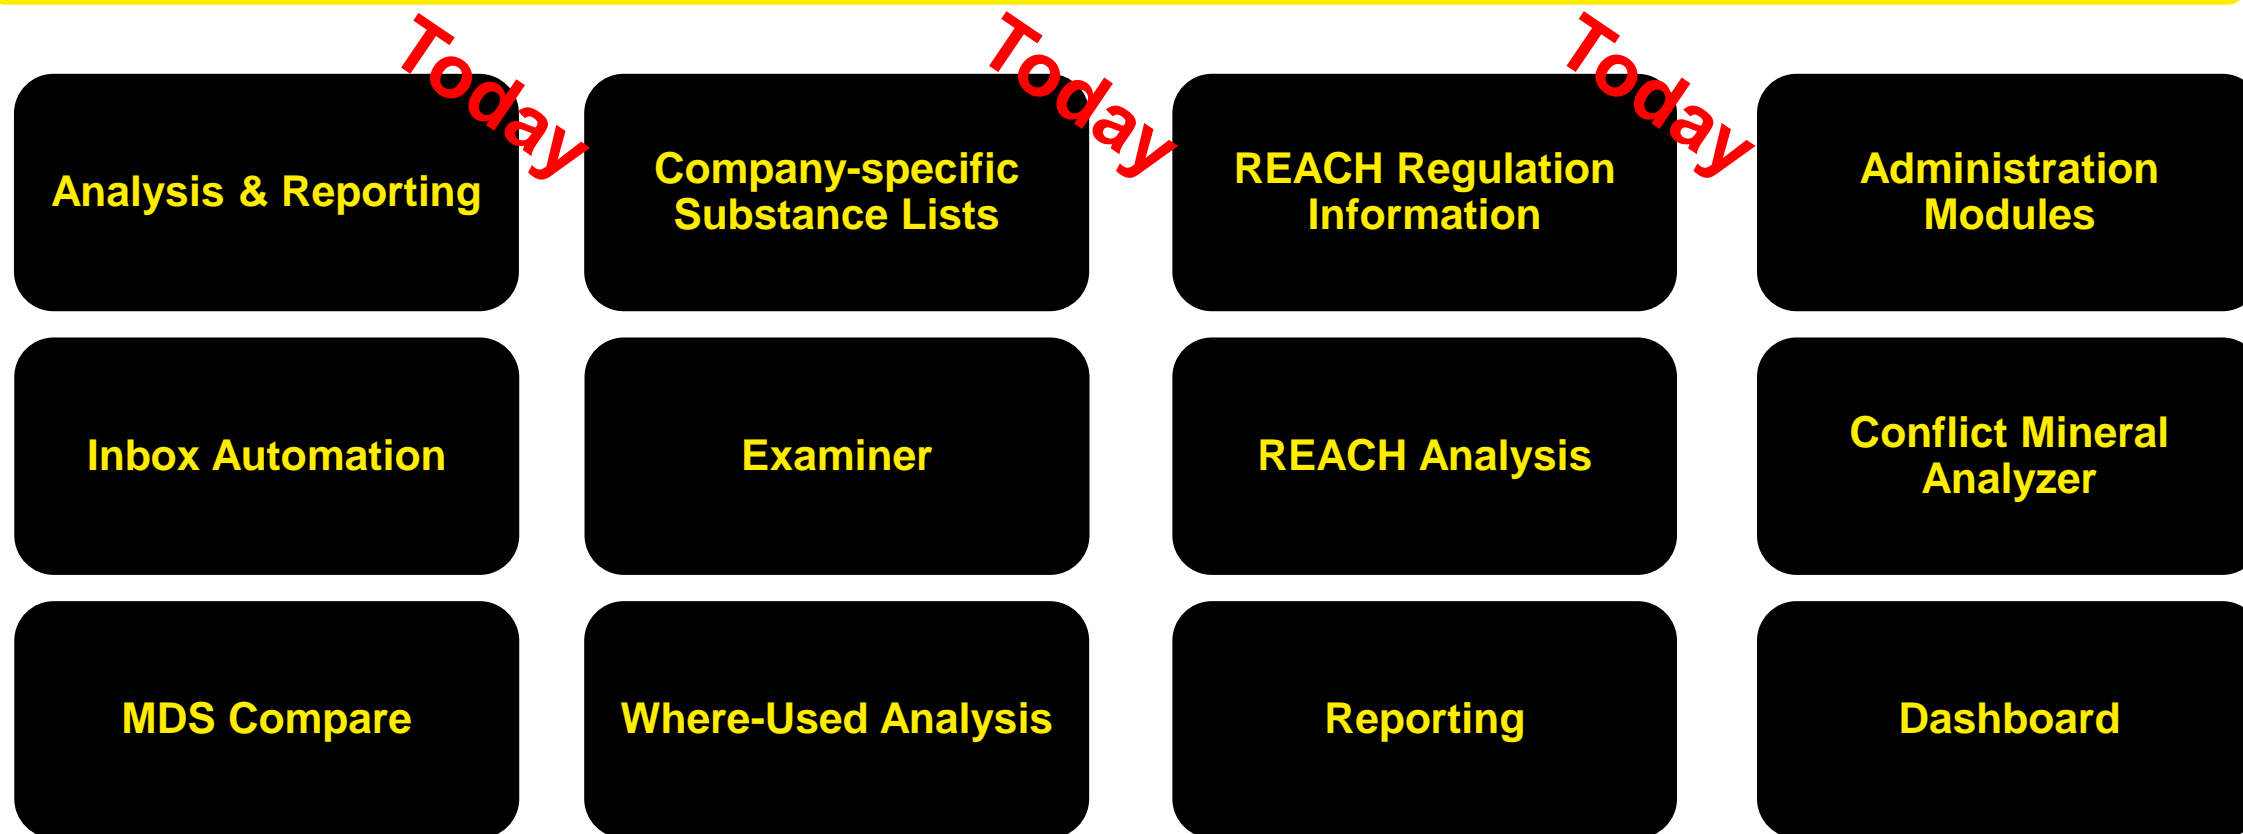 Today
Today
Today
Analysis & Reporting
Company-specific
Substance Lists
REACH Regulation
Information
Administration
Modules
Inbox Automation
Examiner
REACH Analysis
Conflict Mineral
Analyzer
MDS Compare
Where-Used Analysis
Reporting
Dashboard